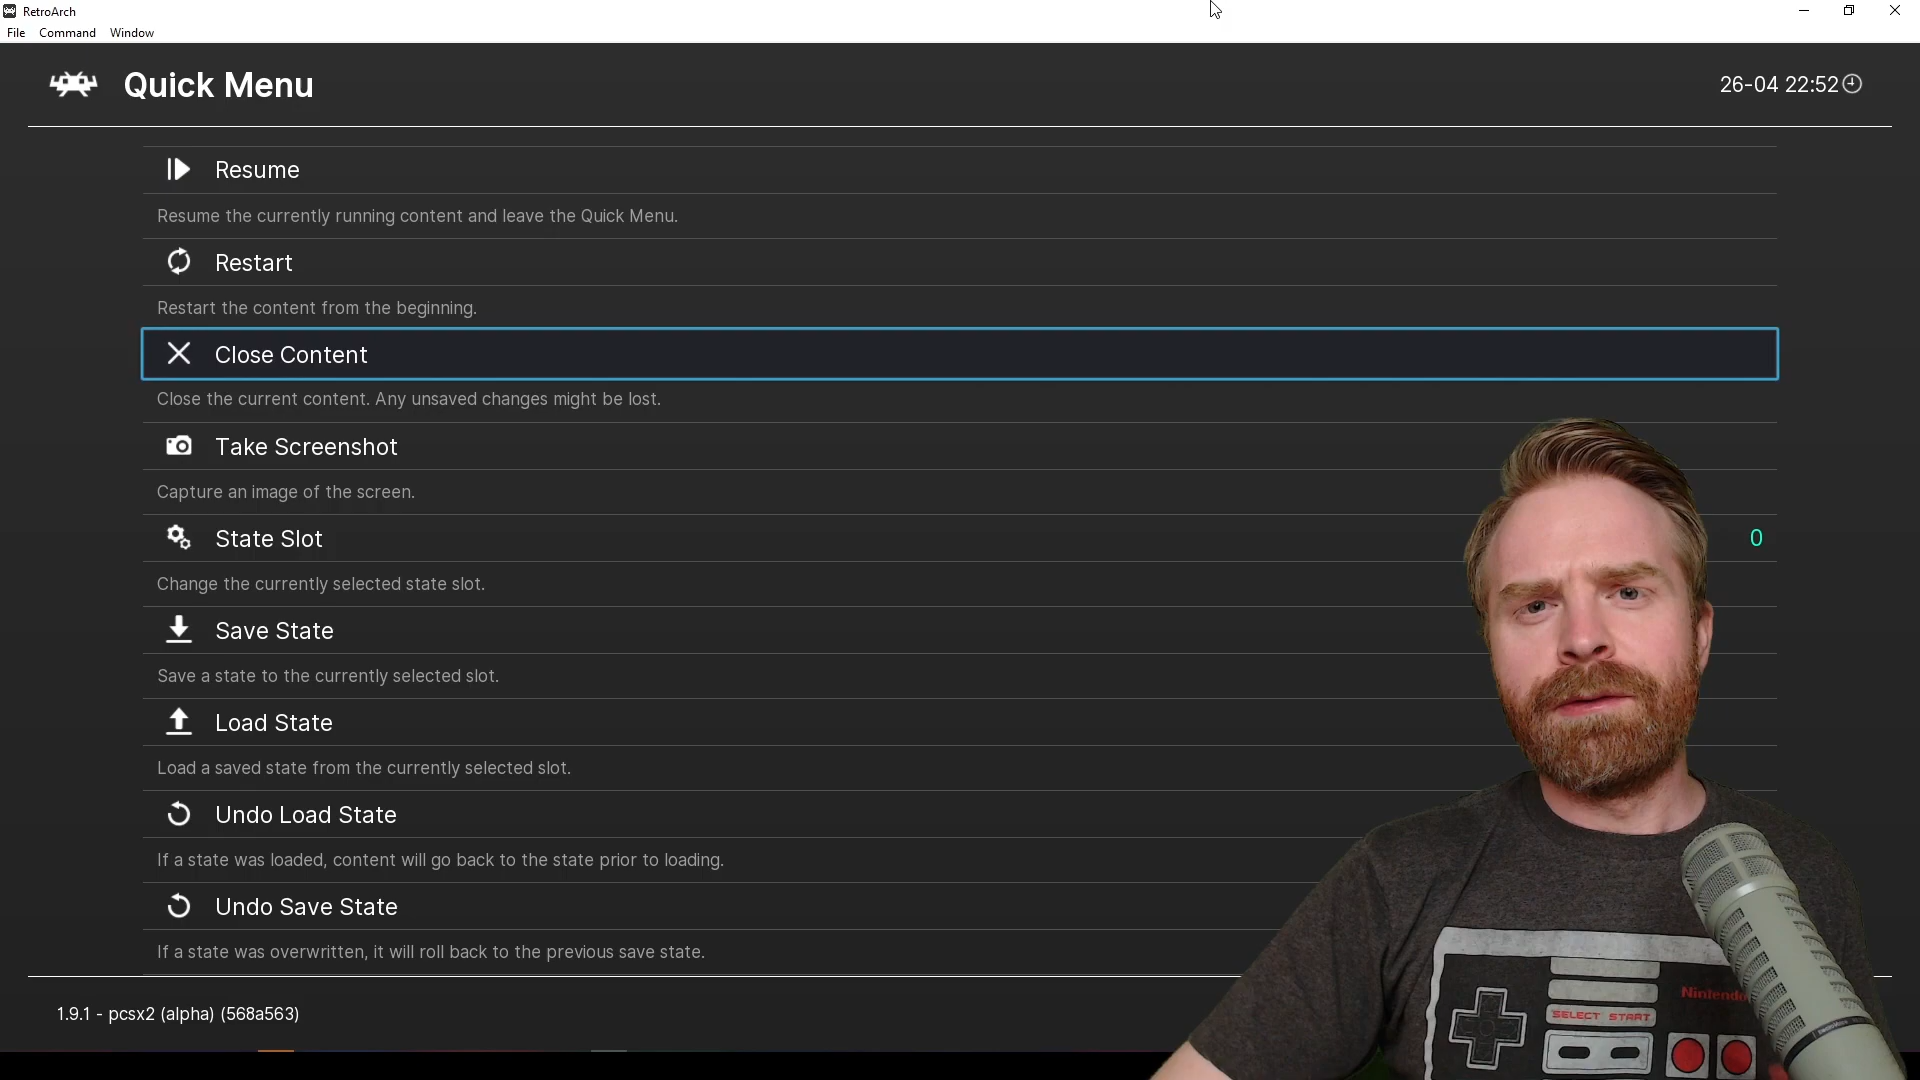 RetroArch
File Command Window
Quick Menu
26-04 22:52
Resume
Resume the currently running content and leave the Quick Menu.
Restart
Restart the content from the beginning.
Close Content
Close the current content. Any unsaved changes might be lost.
Take Screenshot
Capture an image of the screen.
State Slot
0
Change the currently selected state slot.
Save State
Save a state to the currently selected slot.
Load State
Load a saved state from the currently selected slot.
Undo Load State
If a state was loaded, content will go back to the state prior to loading.
Undo Save State
If a state was overwritten, it will roll back to the previous save state.
1.9.1 - pcsx2 (alpha) (568a563)
Nintendo
SELECT START